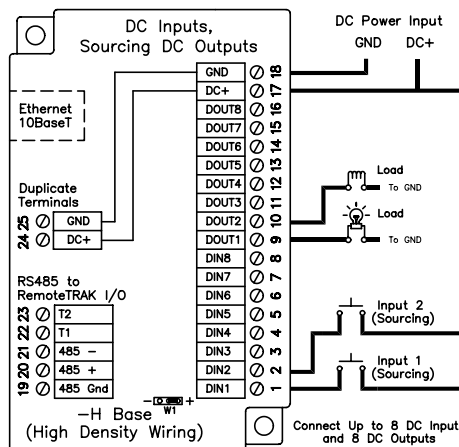 DC Inputs,
Sourcing DC Outputs
DC Power Input
GND DC+
Ethernet
10BaseT
GND 18
DC+ 17
DOUT8 16
DOUT7 15
DOUT6 14
DOUT5 13
DOUT4 12
DOUT3 11
DOUT2 10
DOUT1 9
DIN8 8
DIN7 7
DIN6 6
DIN5 5
DIN4 4
DIN3 3
DIN2 2
DIN1 1
Duplicate
Terminals
25 GND
24 DC+
RS485 to
RemoteTRAK I/O
23 T2
22 T1
21 485 -
20 485 +
19 485 Gnd
- +
W1
-H Base
(High Density Wiring)
Load
To GND
Load
To GND
Input 2
(Sourcing)
Input 1
(Sourcing)
Connect Up to 8 DC Input
and 8 DC Outputs